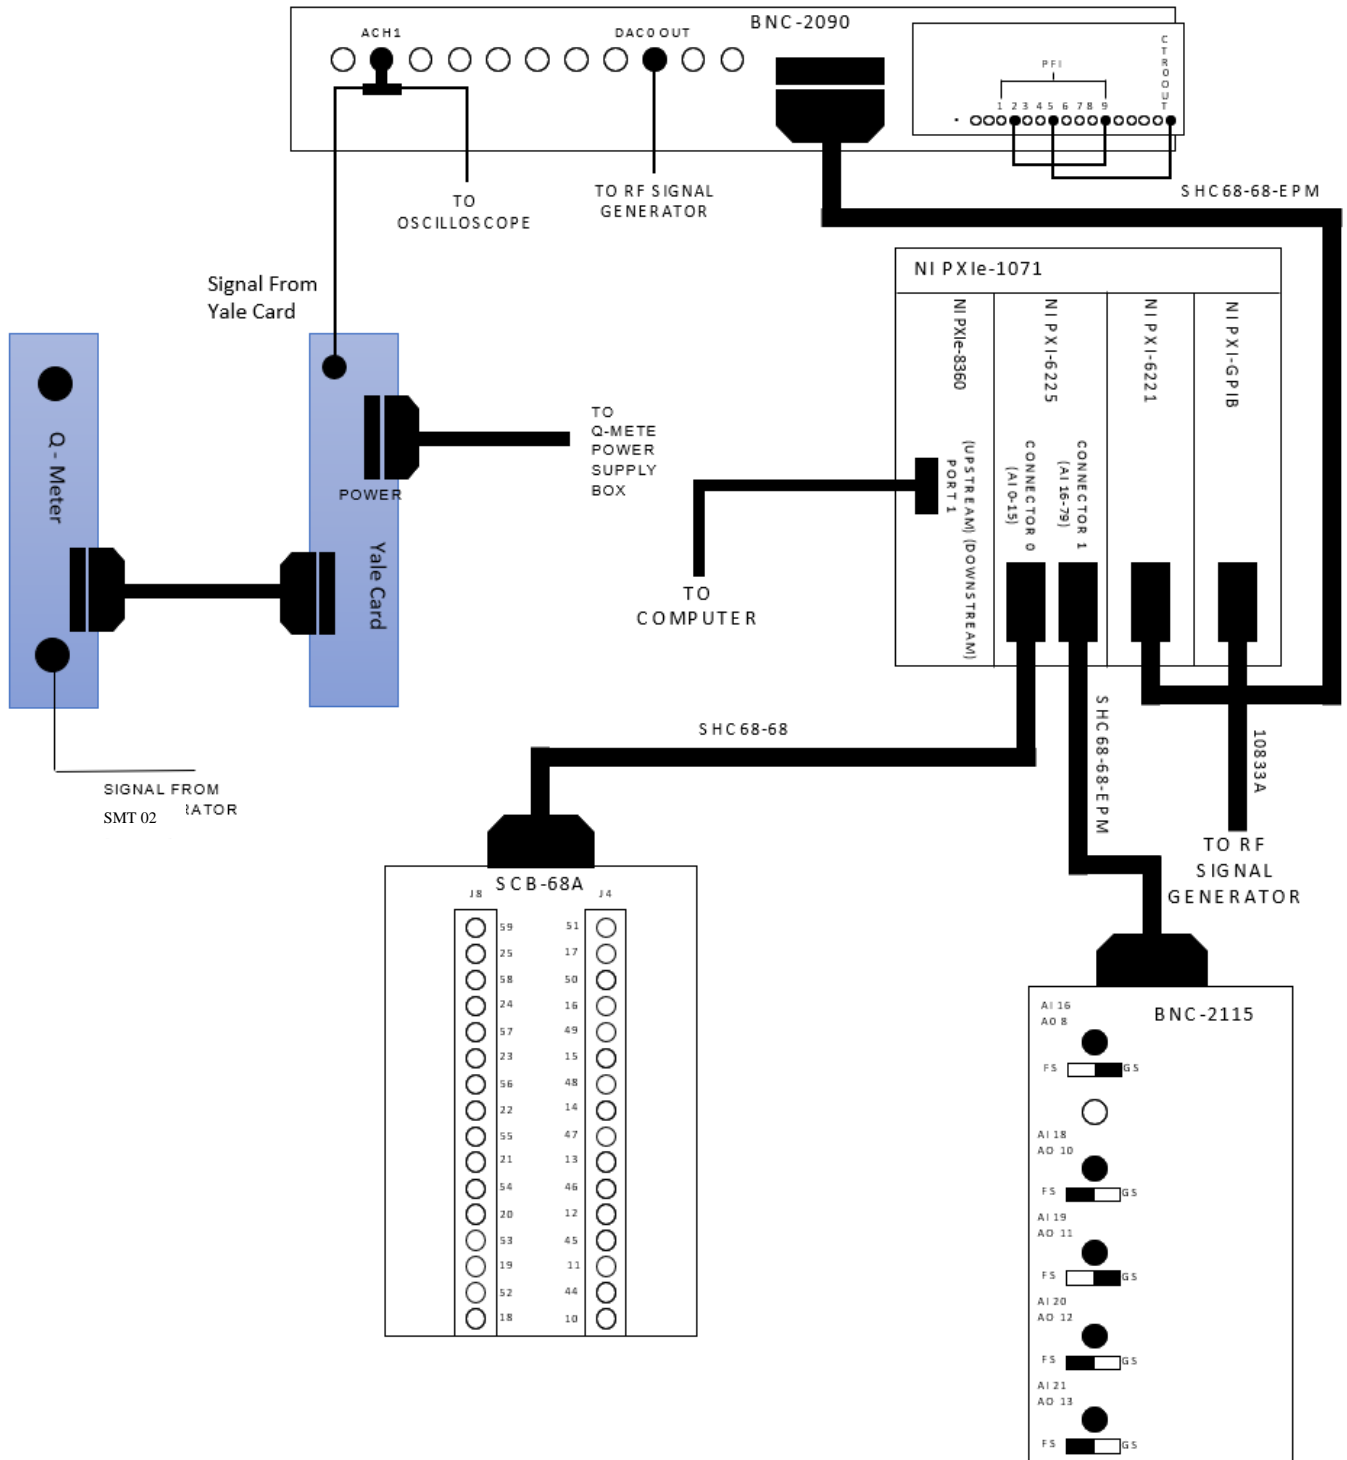 BNC-2090
ACH1
DAC0 OUT
CTR0OUT
PFI
1 2 3 4 5 6 7 8 9
TO
OSCILLOSCOPE
TO RF SIGNAL
GENERATOR
SHC68-68-EPM
Signal From
Yale Card
NI PXIe-1071
NI PXIe-8360
NI PXI-6225
NI PXI-6221
NI PXI-GPIB
PORT 1
(UPSTREAM) (DOWNSTREAM)
CONNECTOR 0
(AI 0-15)
CONNECTOR 1
(AI 16-79)
Q - Meter
POWER
Yale Card
TO
Q-METE
POWER
SUPPLY
BOX
TO
COMPUTER
SHC68-68
SHC68-68-EPM
10833A
SIGNAL FROM
SMT 02 RATOR
TO RF
SIGNAL
GENERATOR
SCB-68A
J8 J4
59 51
25 17
58 50
24 16
57 49
23 15
56 48
22 14
55 47
21 13
54 46
20 12
53 45
19 11
52 44
18 10
BNC-2115
AI 16
AO 8
FS GS
AI 18
AO 10
FS GS
AI 19
AO 11
FS GS
AI 20
AO 12
FS GS
AI 21
AO 13
FS GS